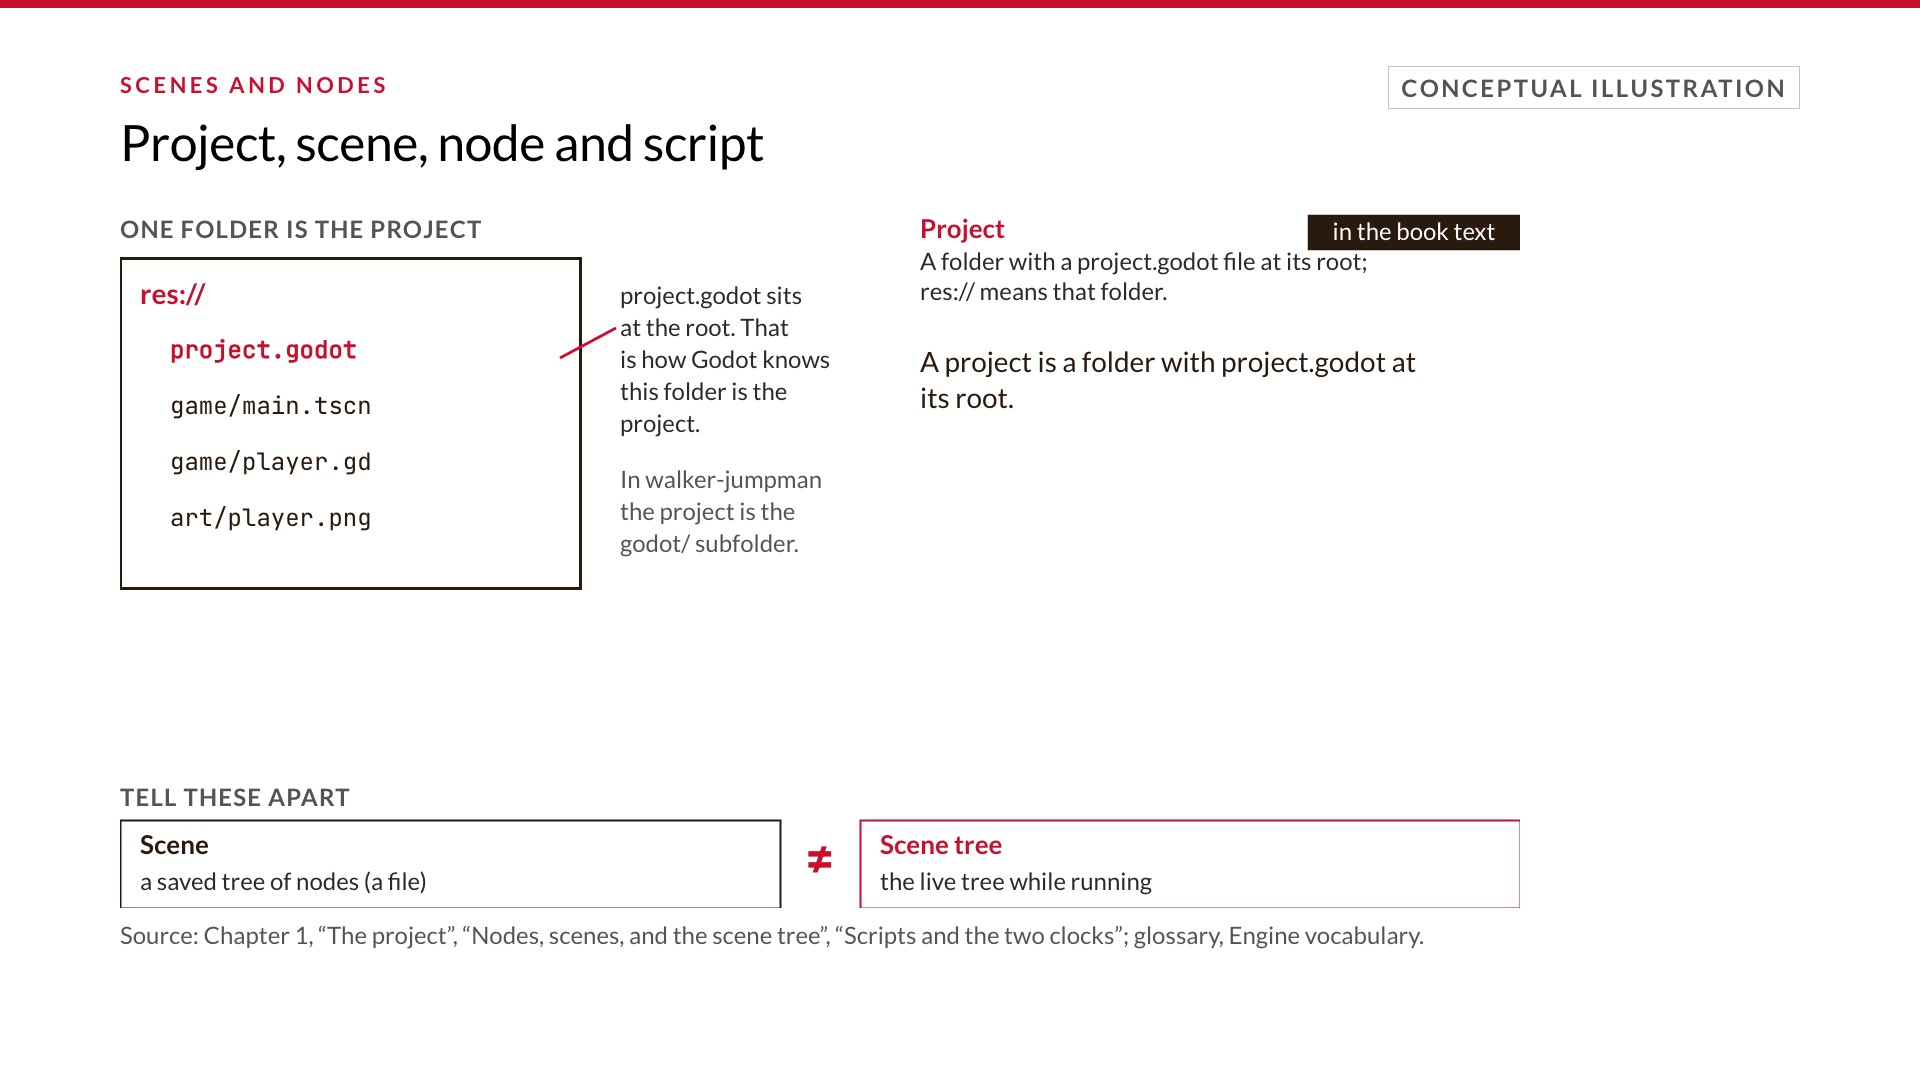 SCENES AND NODES
CONCEPTUAL ILLUSTRATION
Project, scene, node and script
ONE FOLDER IS THE PROJECT
res://
project.godot
game/main.tscn
game/player.gd
art/player.png
project.godot sits
at the root. That
is how Godot knows
this folder is the
project.
In walker-jumpman
the project is the
godot/ subfolder.
Project
in the book text
A folder with a project.godot file at its root;
res:// means that folder.
A project is a folder with project.godot at
its root.
TELL THESE APART
Scene
a saved tree of nodes (a file)
≠
Scene tree
the live tree while running
Source: Chapter 1, “The project”, “Nodes, scenes, and the scene tree”, “Scripts and the two clocks”; glossary, Engine vocabulary.